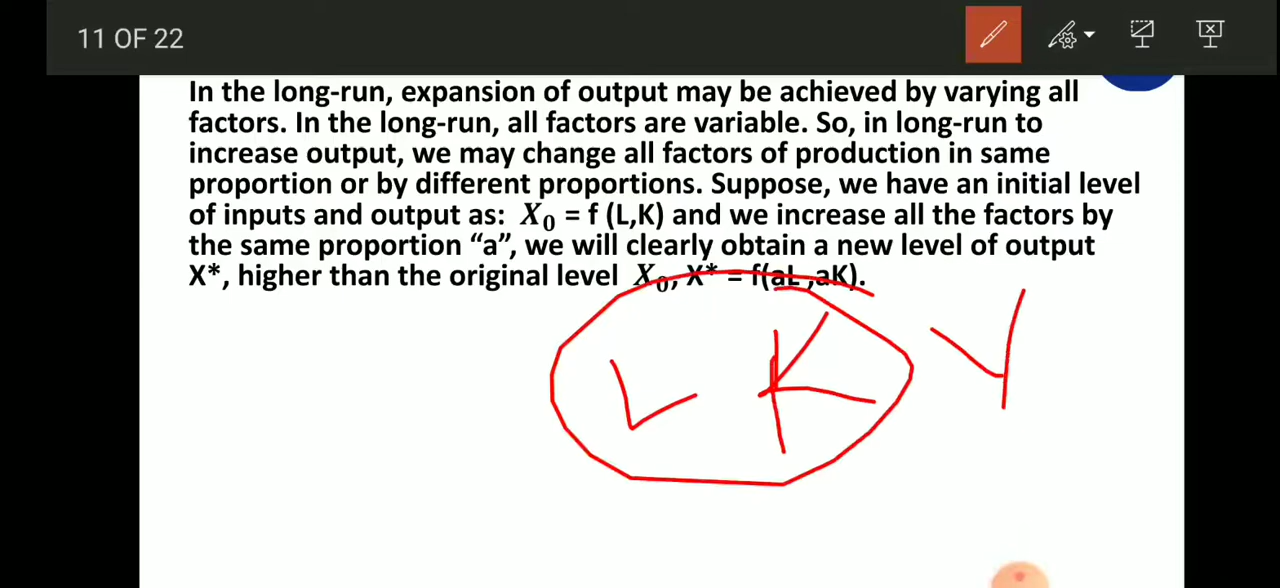 11 OF 22
In the long-run, expansion of output may be achieved by varying all
factors. In the long-run, all factors are variable. So, in long-run to
increase output, we may change all factors of production in same
proportion or by different proportions. Suppose, we have an initial level
of inputs and output as: X₀ = f (L,K) and we increase all the factors by
the same proportion “a”, we will clearly obtain a new level of output
X*, higher than the original level X₀, X* = f(aL ,aK).
L K Y